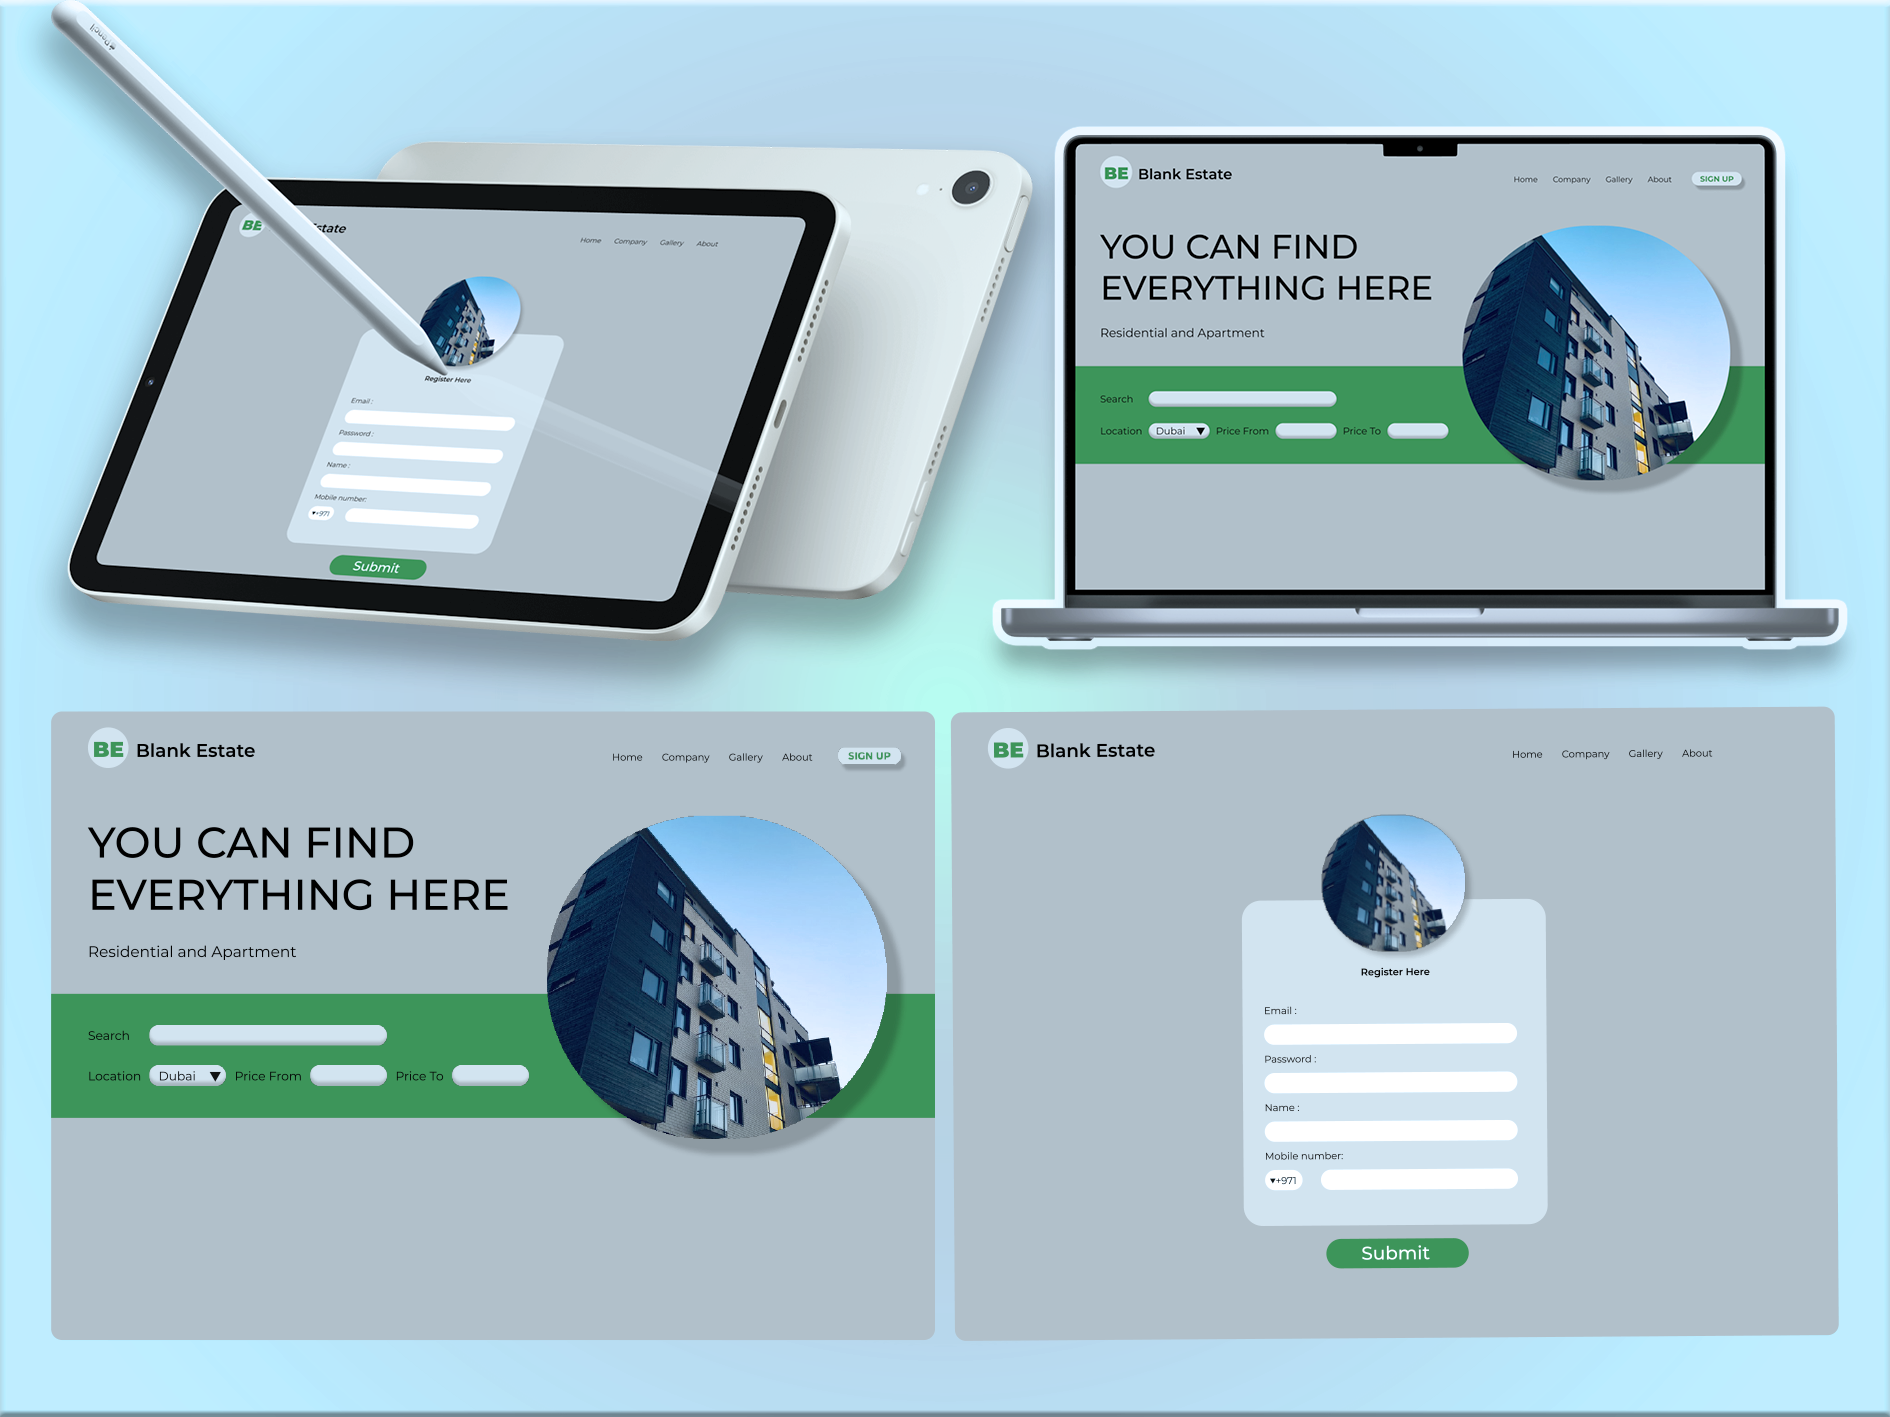 Pencil
BE
state
Home Company Gallery About
Register Here
Email :
Password :
Name :
Mobile number:
▼+971
Submit
BE Blank Estate
Home Company Gallery About SIGN UP
YOU CAN FIND
EVERYTHING HERE
Residential and Apartment
Search
Location Dubai ▼ Price From Price To
BE Blank Estate
Home Company Gallery About SIGN UP
YOU CAN FIND
EVERYTHING HERE
Residential and Apartment
Search
Location Dubai ▼ Price From Price To
BE Blank Estate
Home Company Gallery About
Register Here
Email :
Password :
Name :
Mobile number:
▼+971
Submit